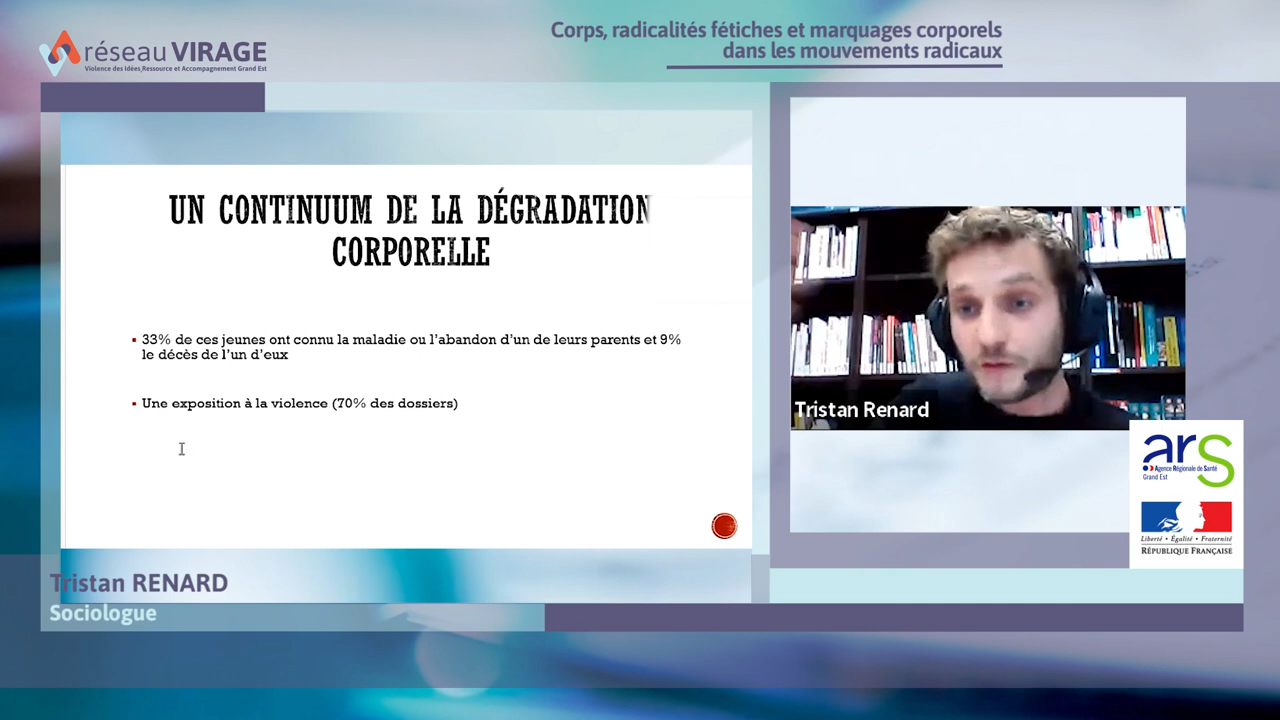 réseau VIRAGE
Violence des Idées,Ressource et Accompagnement Grand Est
Corps, radicalités fétiches et marquages corporels
dans les mouvements radicaux
UN CONTINUUM DE LA DÉGRADATION
CORPORELLE
33% de ces jeunes ont connu la maladie ou l'abandon d'un de leurs parents et 9%
le décès de l'un d'eux
Une exposition à la violence (70% des dossiers)
Tristan Renard
ars
Agence Régionale de Santé
Grand Est
Liberté • Égalité • Fraternité
RÉPUBLIQUE FRANÇAISE
Tristan RENARD
Sociologue